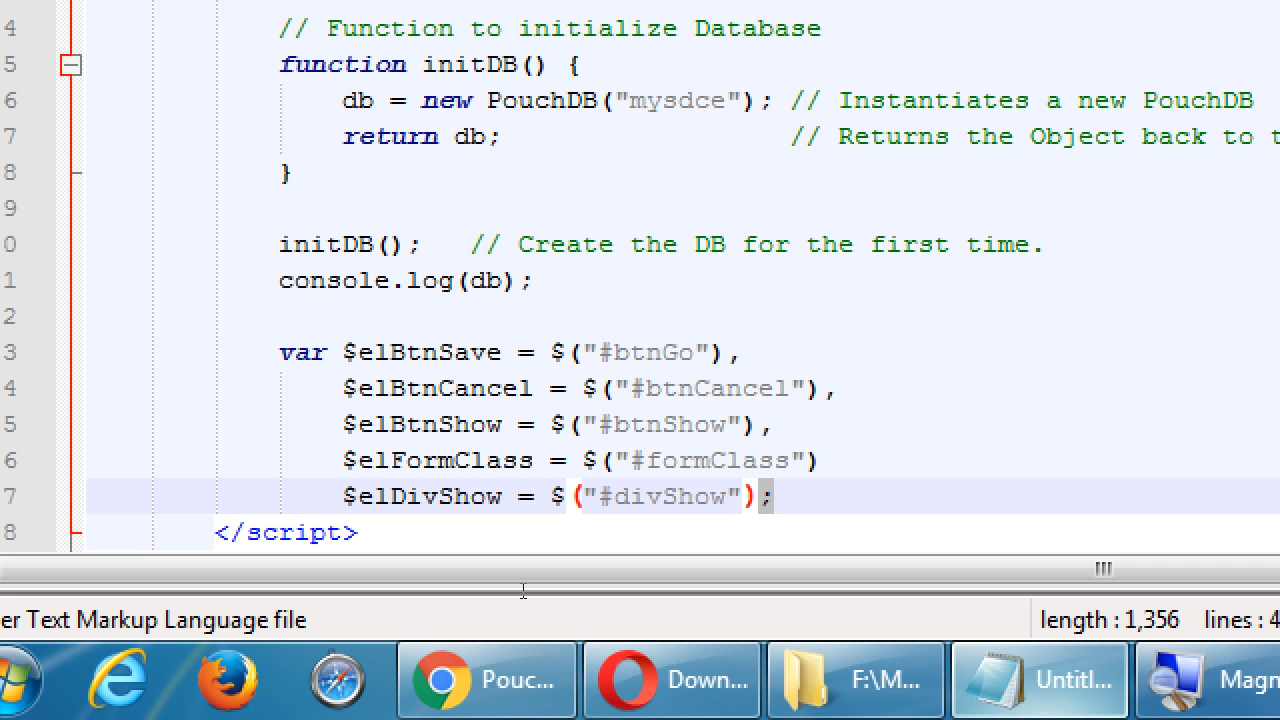 4 // Function to initialize Database
5 function initDB() {
6 db = new PouchDB("mysdce"); // Instantiates a new PouchDB
7 return db; // Returns the Object back to t
8 }
9
0 initDB(); // Create the DB for the first time.
1 console.log(db);
2
3 var $elBtnSave = $("#btnGo"),
4 $elBtnCancel = $("#btnCancel"),
5 $elBtnShow = $("#btnShow"),
6 $elFormClass = $("#formClass")
7 $elDivShow = $("#divShow");
8 </script>
er Text Markup Language file length : 1,356 lines : 4
Pouc... Down... F:\M... Untitl... Magn